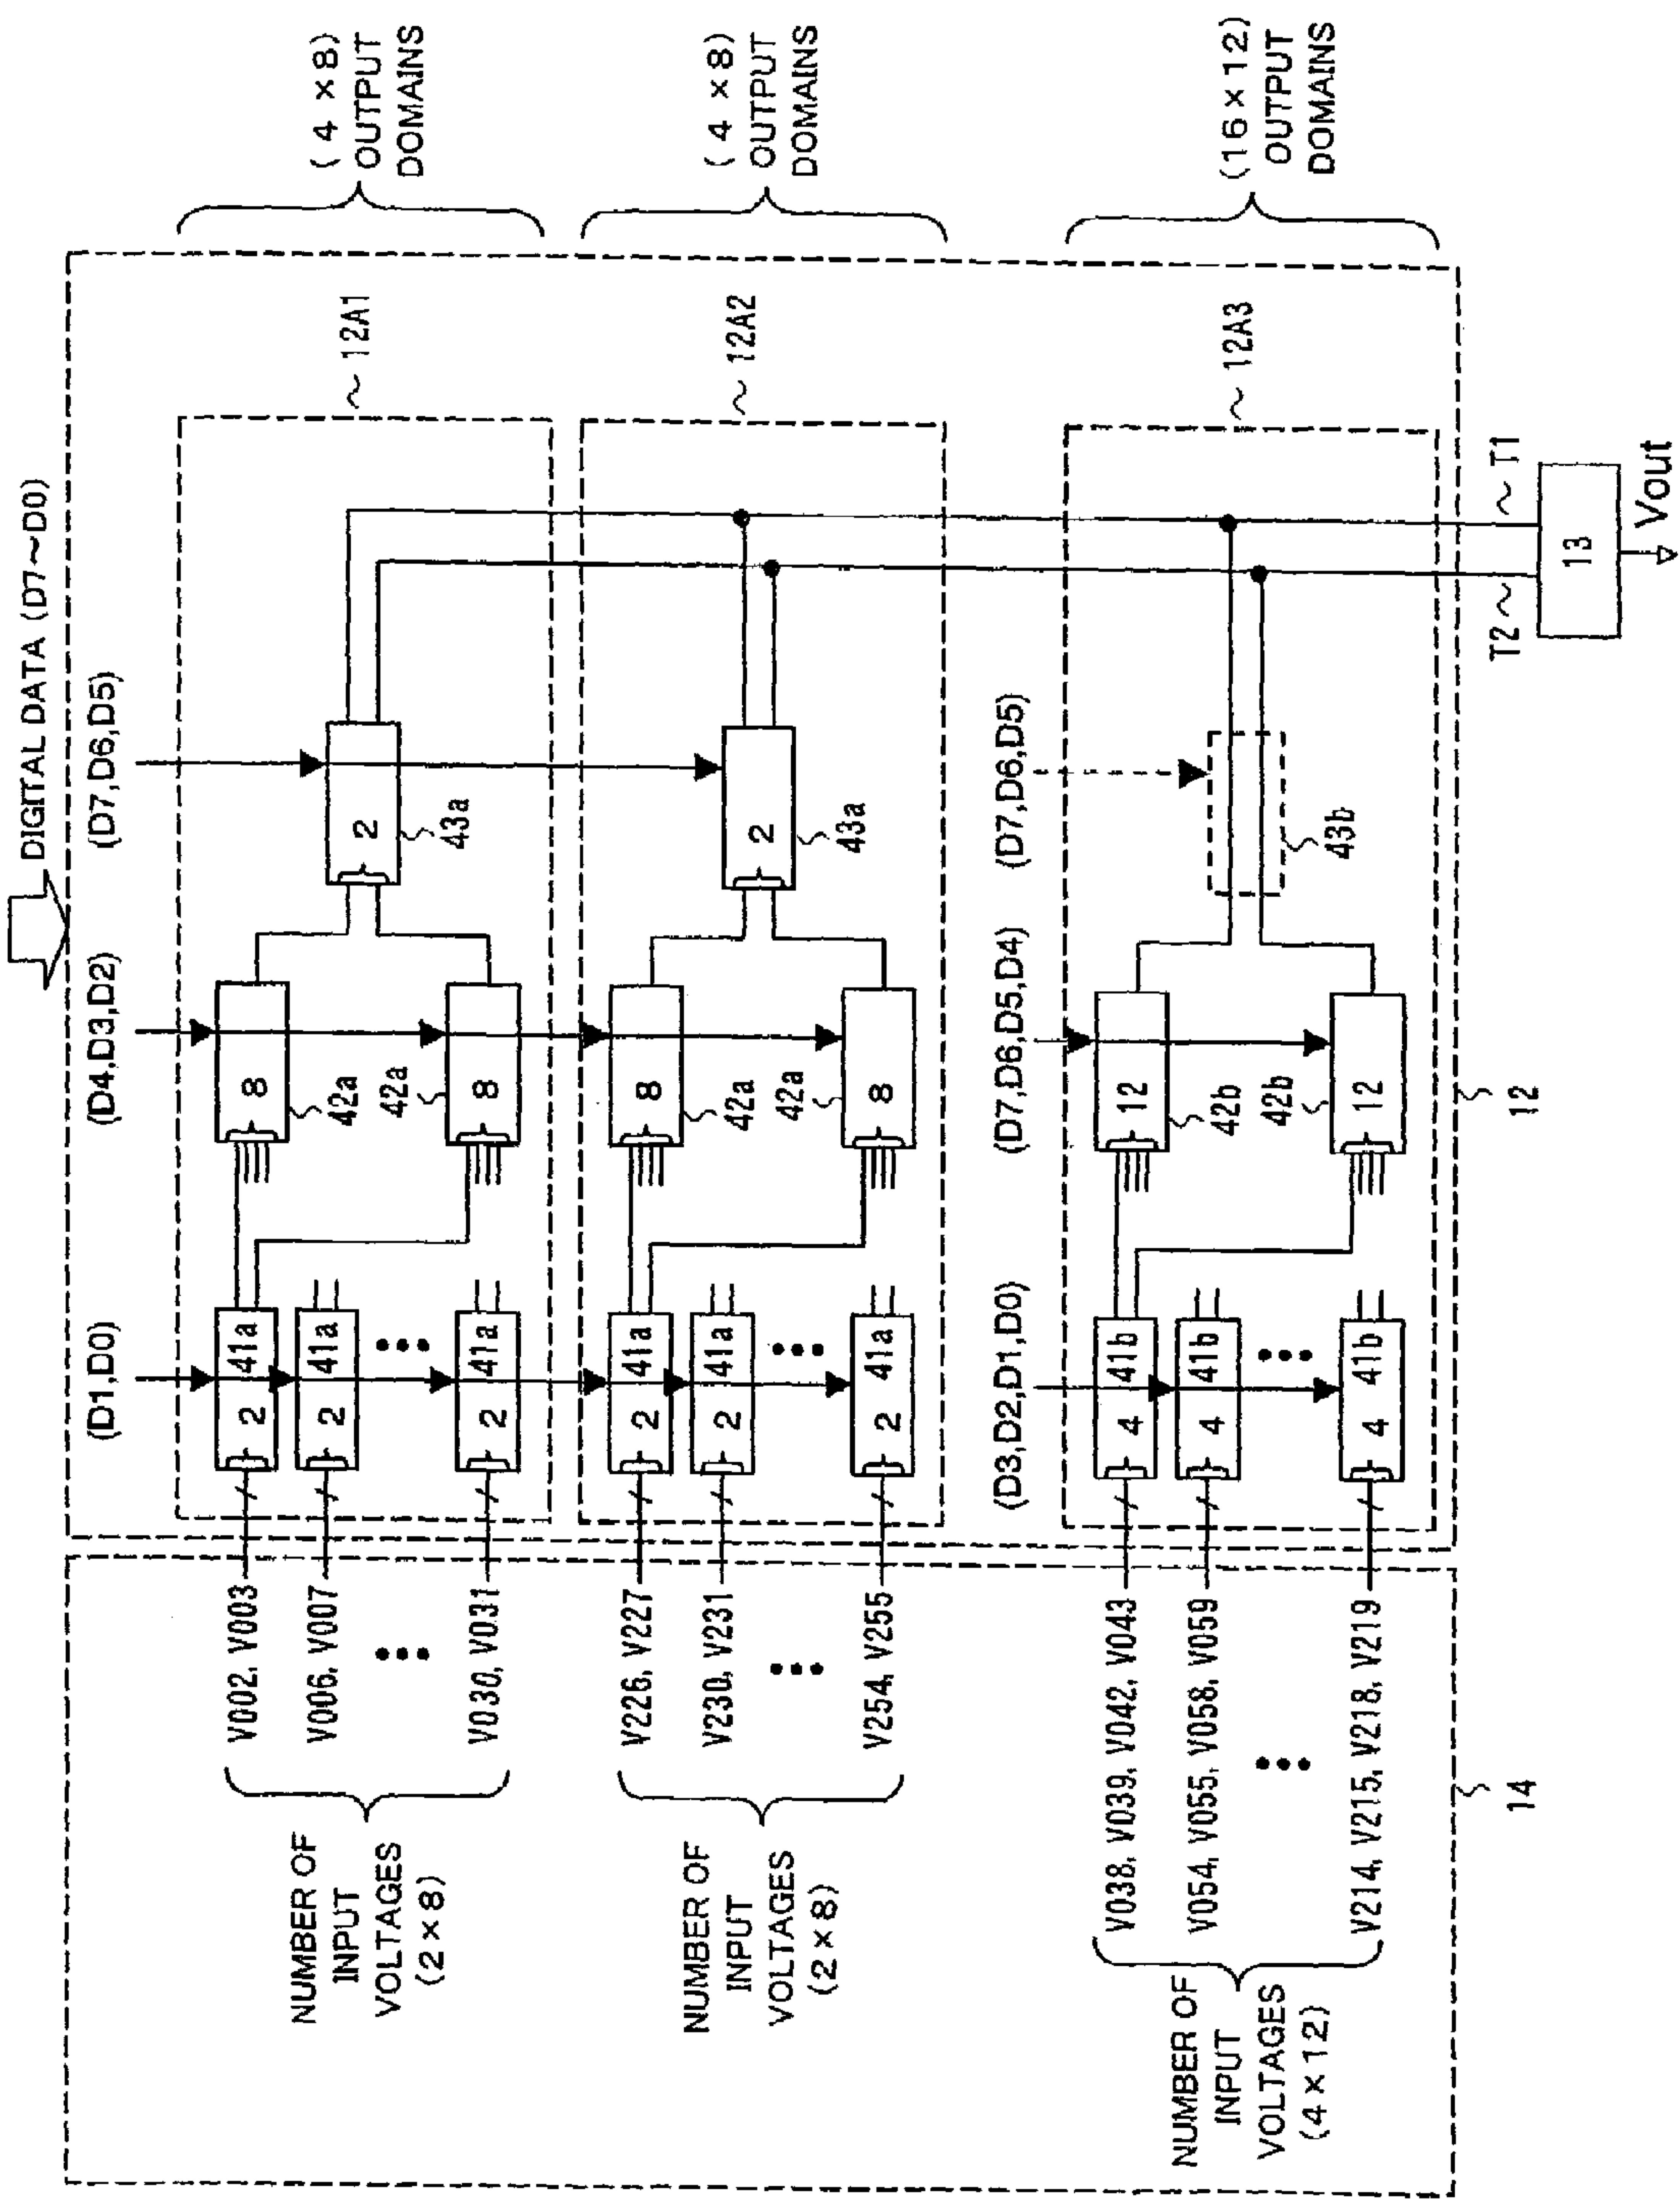 DIGITAL DATA (D7~D0)
(D1,D0)
(D4,D3,D2)
(D7,D6,D5)
NUMBER OF
INPUT
VOLTAGES
(2×8)
V002, V003
V006, V007
V030, V031
2 41a
2 41a
2 41a
8
42a
42a
8
2
43a
12A1
(4 ×8)
OUTPUT
DOMAINS
NUMBER OF
INPUT
VOLTAGES
(2×8)
V226, V227
V230, V231
V254, V255
2 41a
2 41a
2 41a
8
42a
42a
8
2
43a
12A2
(4 ×8)
OUTPUT
DOMAINS
(D3,D2,D1,D0)
(D7,D6,D5,D4)
(D7,D6,D5)
NUMBER OF
INPUT
VOLTAGES
(4×12)
V038, V039, V042, V043
V054, V055, V058, V059
V214, V215, V218, V219
4 41b
4 41b
4 41b
12
42b
42b
12
43b
12A3
(16×12)
OUTPUT
DOMAINS
14
12
T2
T1
13
Vout